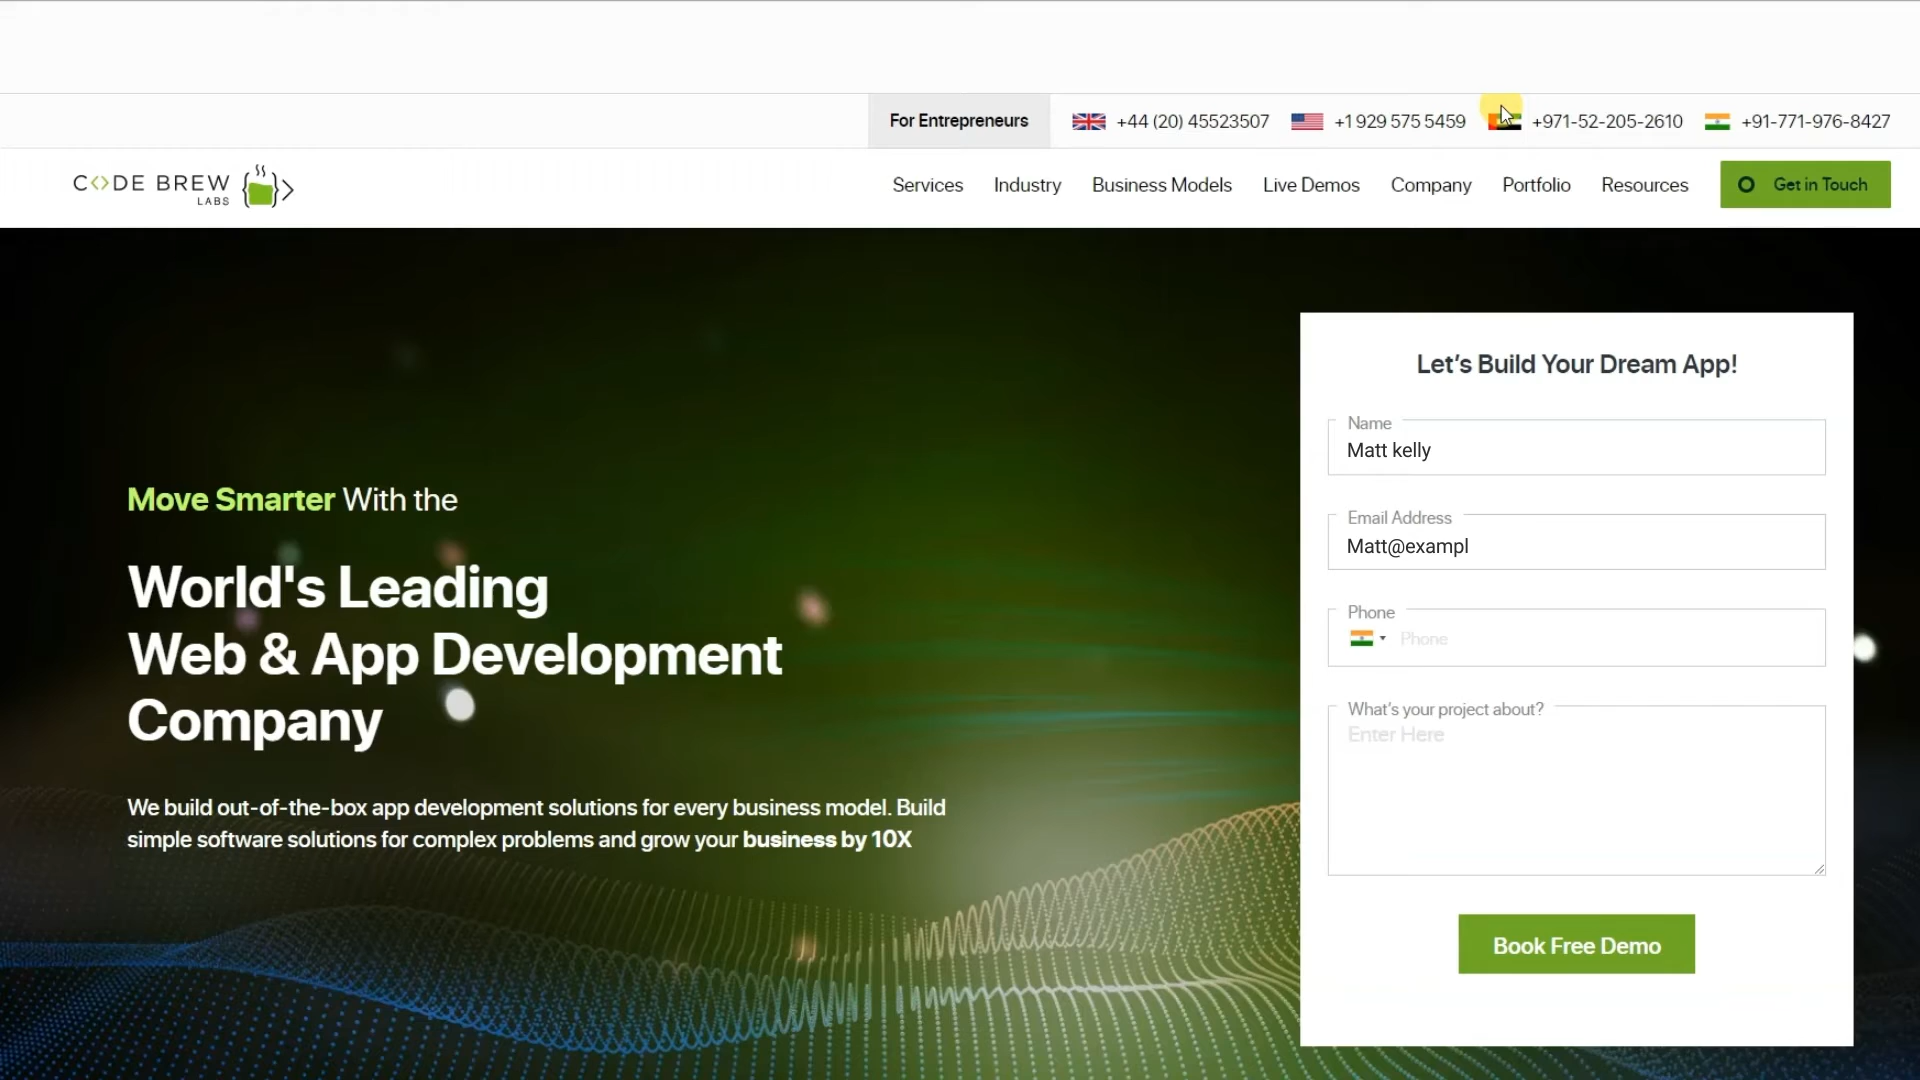 For Entrepreneurs
+44 (20) 45523507
+1 929 575 5459
+971-52-205-2610
+91-771-976-8427
C<>DE BREW
LABS
Services
Industry
Business Models
Live Demos
Company
Portfolio
Resources
Get in Touch
Let's Build Your Dream App!
Name
Matt kelly
Email Address
Matt@exampl
Phone
Phone
What's your project about?
Enter Here
Book Free Demo
Move Smarter With the
World's Leading
Web & App Development
Company
We build out-of-the-box app development solutions for every business model. Build
simple software solutions for complex problems and grow your business by 10X